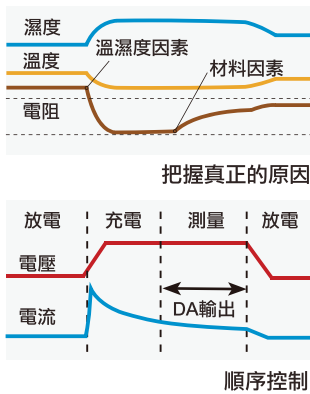 濕度
溫濕度因素
溫度
材料因素
電阻
把握真正的原因
放電 充電 測量 放電
電壓
DA輸出
電流
順序控制